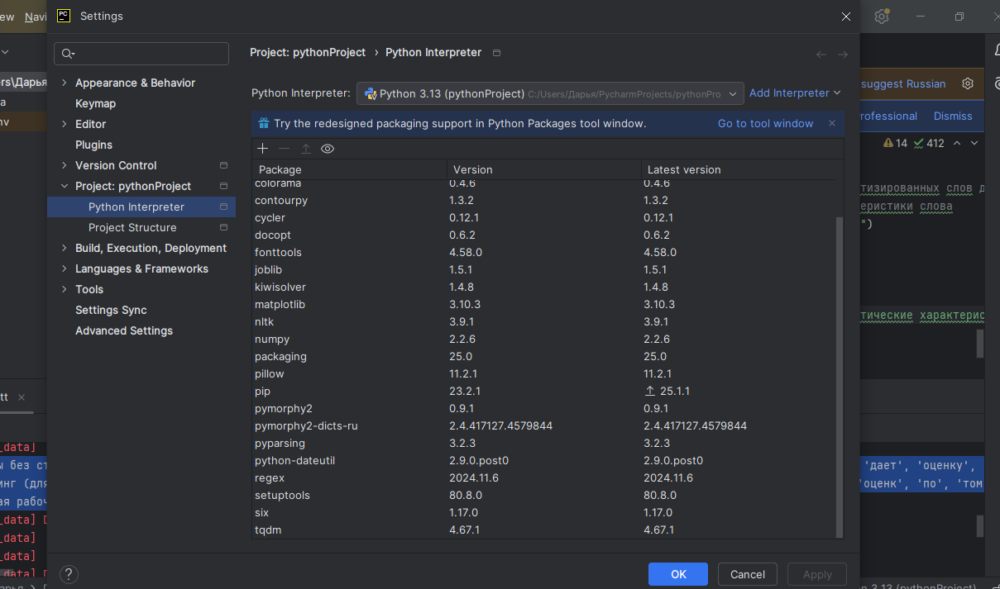 ew Navi
PC Settings
rs\Дарья
a
nv
Appearance & Behavior
Keymap
Editor
Plugins
Version Control
Project: pythonProject
Python Interpreter
Project Structure
Build, Execution, Deployment
Languages & Frameworks
Tools
Settings Sync
Advanced Settings
Project: pythonProject › Python Interpreter
Python Interpreter: Python 3.13 (pythonProject) C:/Users/Дарья/PycharmProjects/pythonPro Add Interpreter
Try the redesigned packaging support in Python Packages tool window. Go to tool window
Package Version Latest version
colorama 0.4.6 0.4.6
contourpy 1.3.2 1.3.2
cycler 0.12.1 0.12.1
docopt 0.6.2 0.6.2
fonttools 4.58.0 4.58.0
joblib 1.5.1 1.5.1
kiwisolver 1.4.8 1.4.8
matplotlib 3.10.3 3.10.3
nltk 3.9.1 3.9.1
numpy 2.2.6 2.2.6
packaging 25.0 25.0
pillow 11.2.1 11.2.1
pip 23.2.1 25.1.1
pymorphy2 0.9.1 0.9.1
pymorphy2-dicts-ru 2.4.417127.4579844 2.4.417127.4579844
pyparsing 3.2.3 3.2.3
python-dateutil 2.9.0.post0 2.9.0.post0
regex 2024.11.6 2024.11.6
setuptools 80.8.0 80.8.0
six 1.17.0 1.17.0
tqdm 4.67.1 4.67.1
? OK Cancel Apply
suggest Russian
rofessional Dismiss
14 412
тизированных слов д
еристики слова
")
тические характерис
tt
_data]
ы без ст 'дает', 'оценку',
инг (для 'оценк', 'по', 'том
ая рабоч
_data] D
_data]
_data]
_data] D
арья 3.13 (pythonProject)